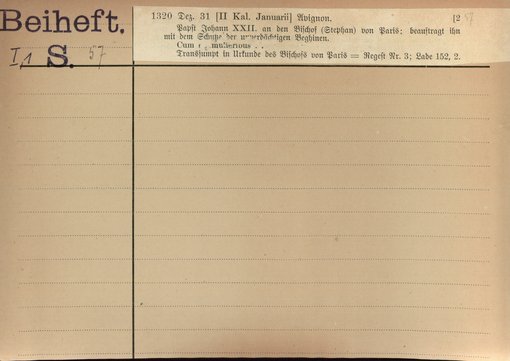 Beiheft.
I,1 S. 57
1320 Dez. 31 [II Kal. Januarii] Avignon. [2 57
Papst Johann XXII. an den Bischof (Stephan) von Paris: beauftragt ihn
mit dem Schutze der unverdächtigen Beghinen.
Cum . . mulieribus . .
Transsumpt in Urkunde des Bischofs von Paris = Regest Nr. 3; Lade 152, 2.